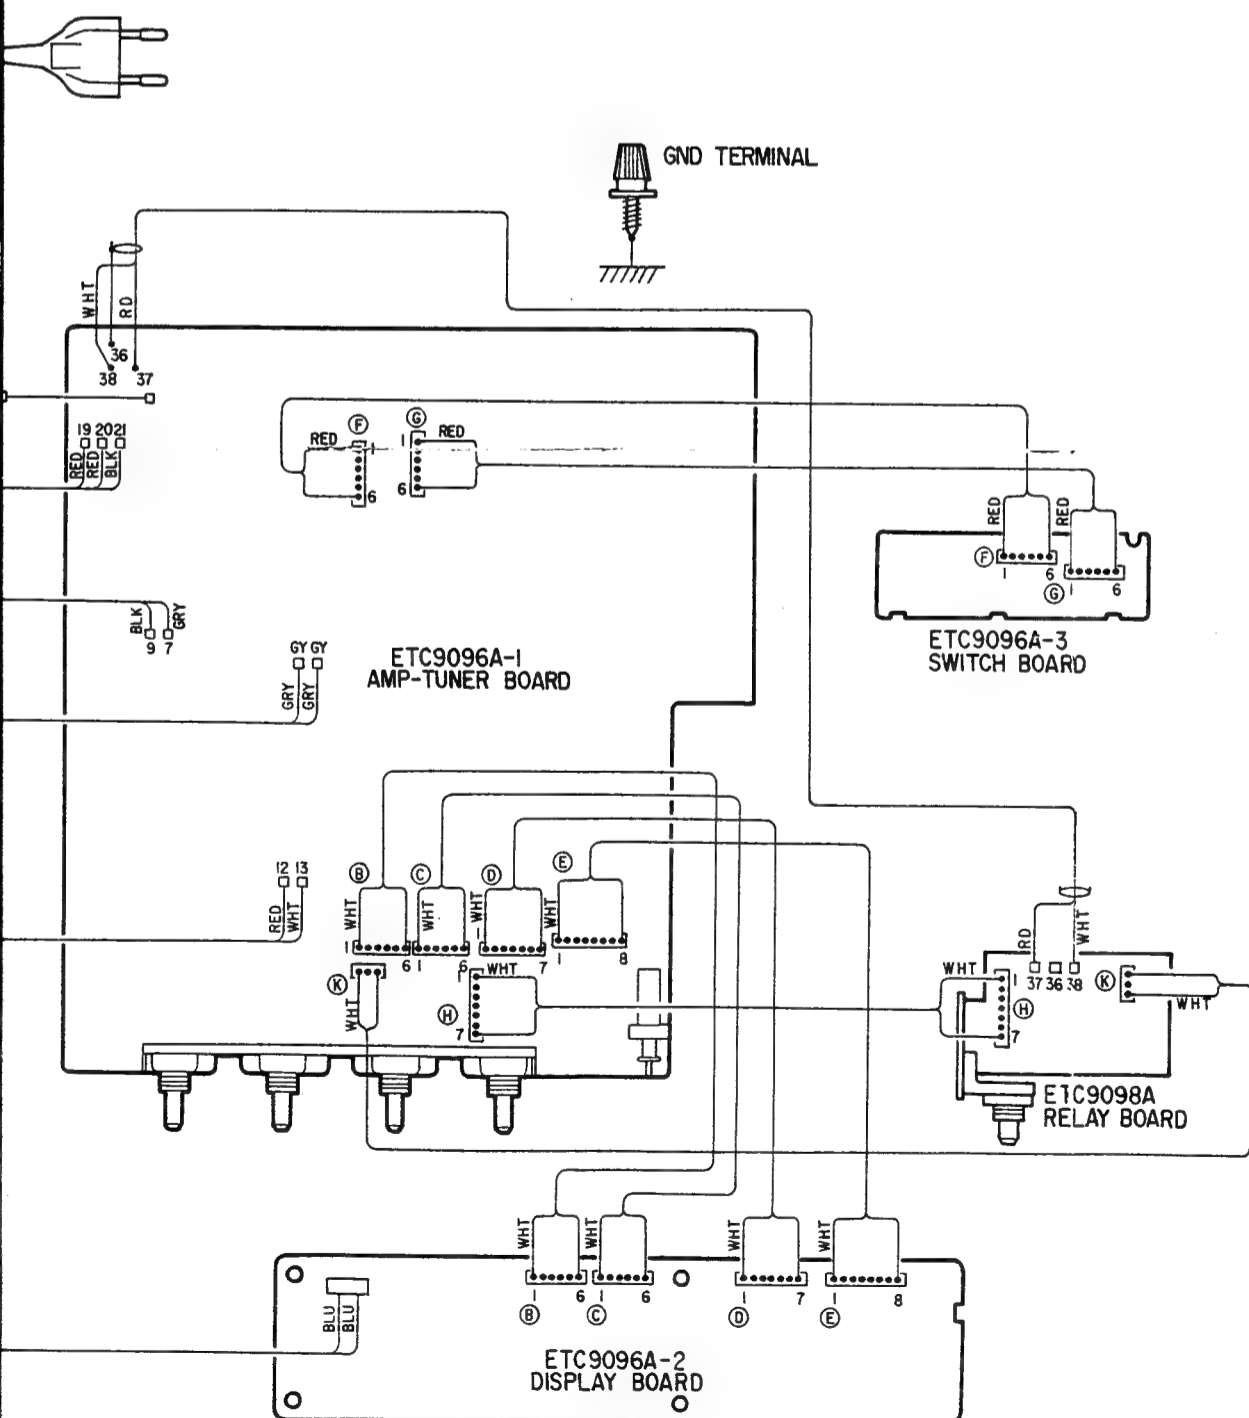 GND TERMINAL
WHT
RD
36
38 37
19 20 21
RED
RED
BLK
F
G
RED
1
1
RED
6
6
RED
RED
F
1
6
G
1
6
ETC9096A-3
SWITCH BOARD
BLK
GRY
9 7
GY GY
GRY
GRY
ETC9096A-1
AMP-TUNER BOARD
12 13
RED
WHT
B
C
D
E
WHT
WHT
WHT
WHT
1
6
1
6
1
7
1
8
K
WHT
1
WHT
H
7
RD
WHT
WHT
1
37 36 38
K
WHT
H
7
ETC9098A
RELAY BOARD
WHT
WHT
WHT
WHT
1
6
1
6
1
7
1
8
B
C
D
E
BLU
BLU
ETC9096A-2
DISPLAY BOARD